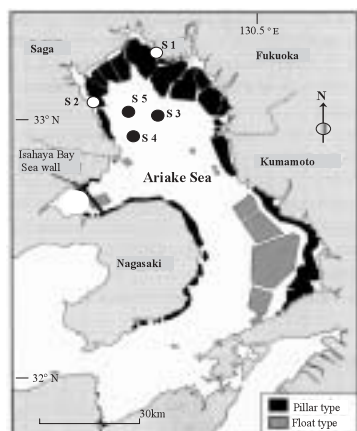 130.5 ° E
Saga
S 1
Fukuoka
S 5
S 2
S 3
N
33° N
S 4
Isahaya Bay
Sea wall
Kumamoto
Ariake Sea
Nagasaki
32° N
30km
Pillar type
Float type